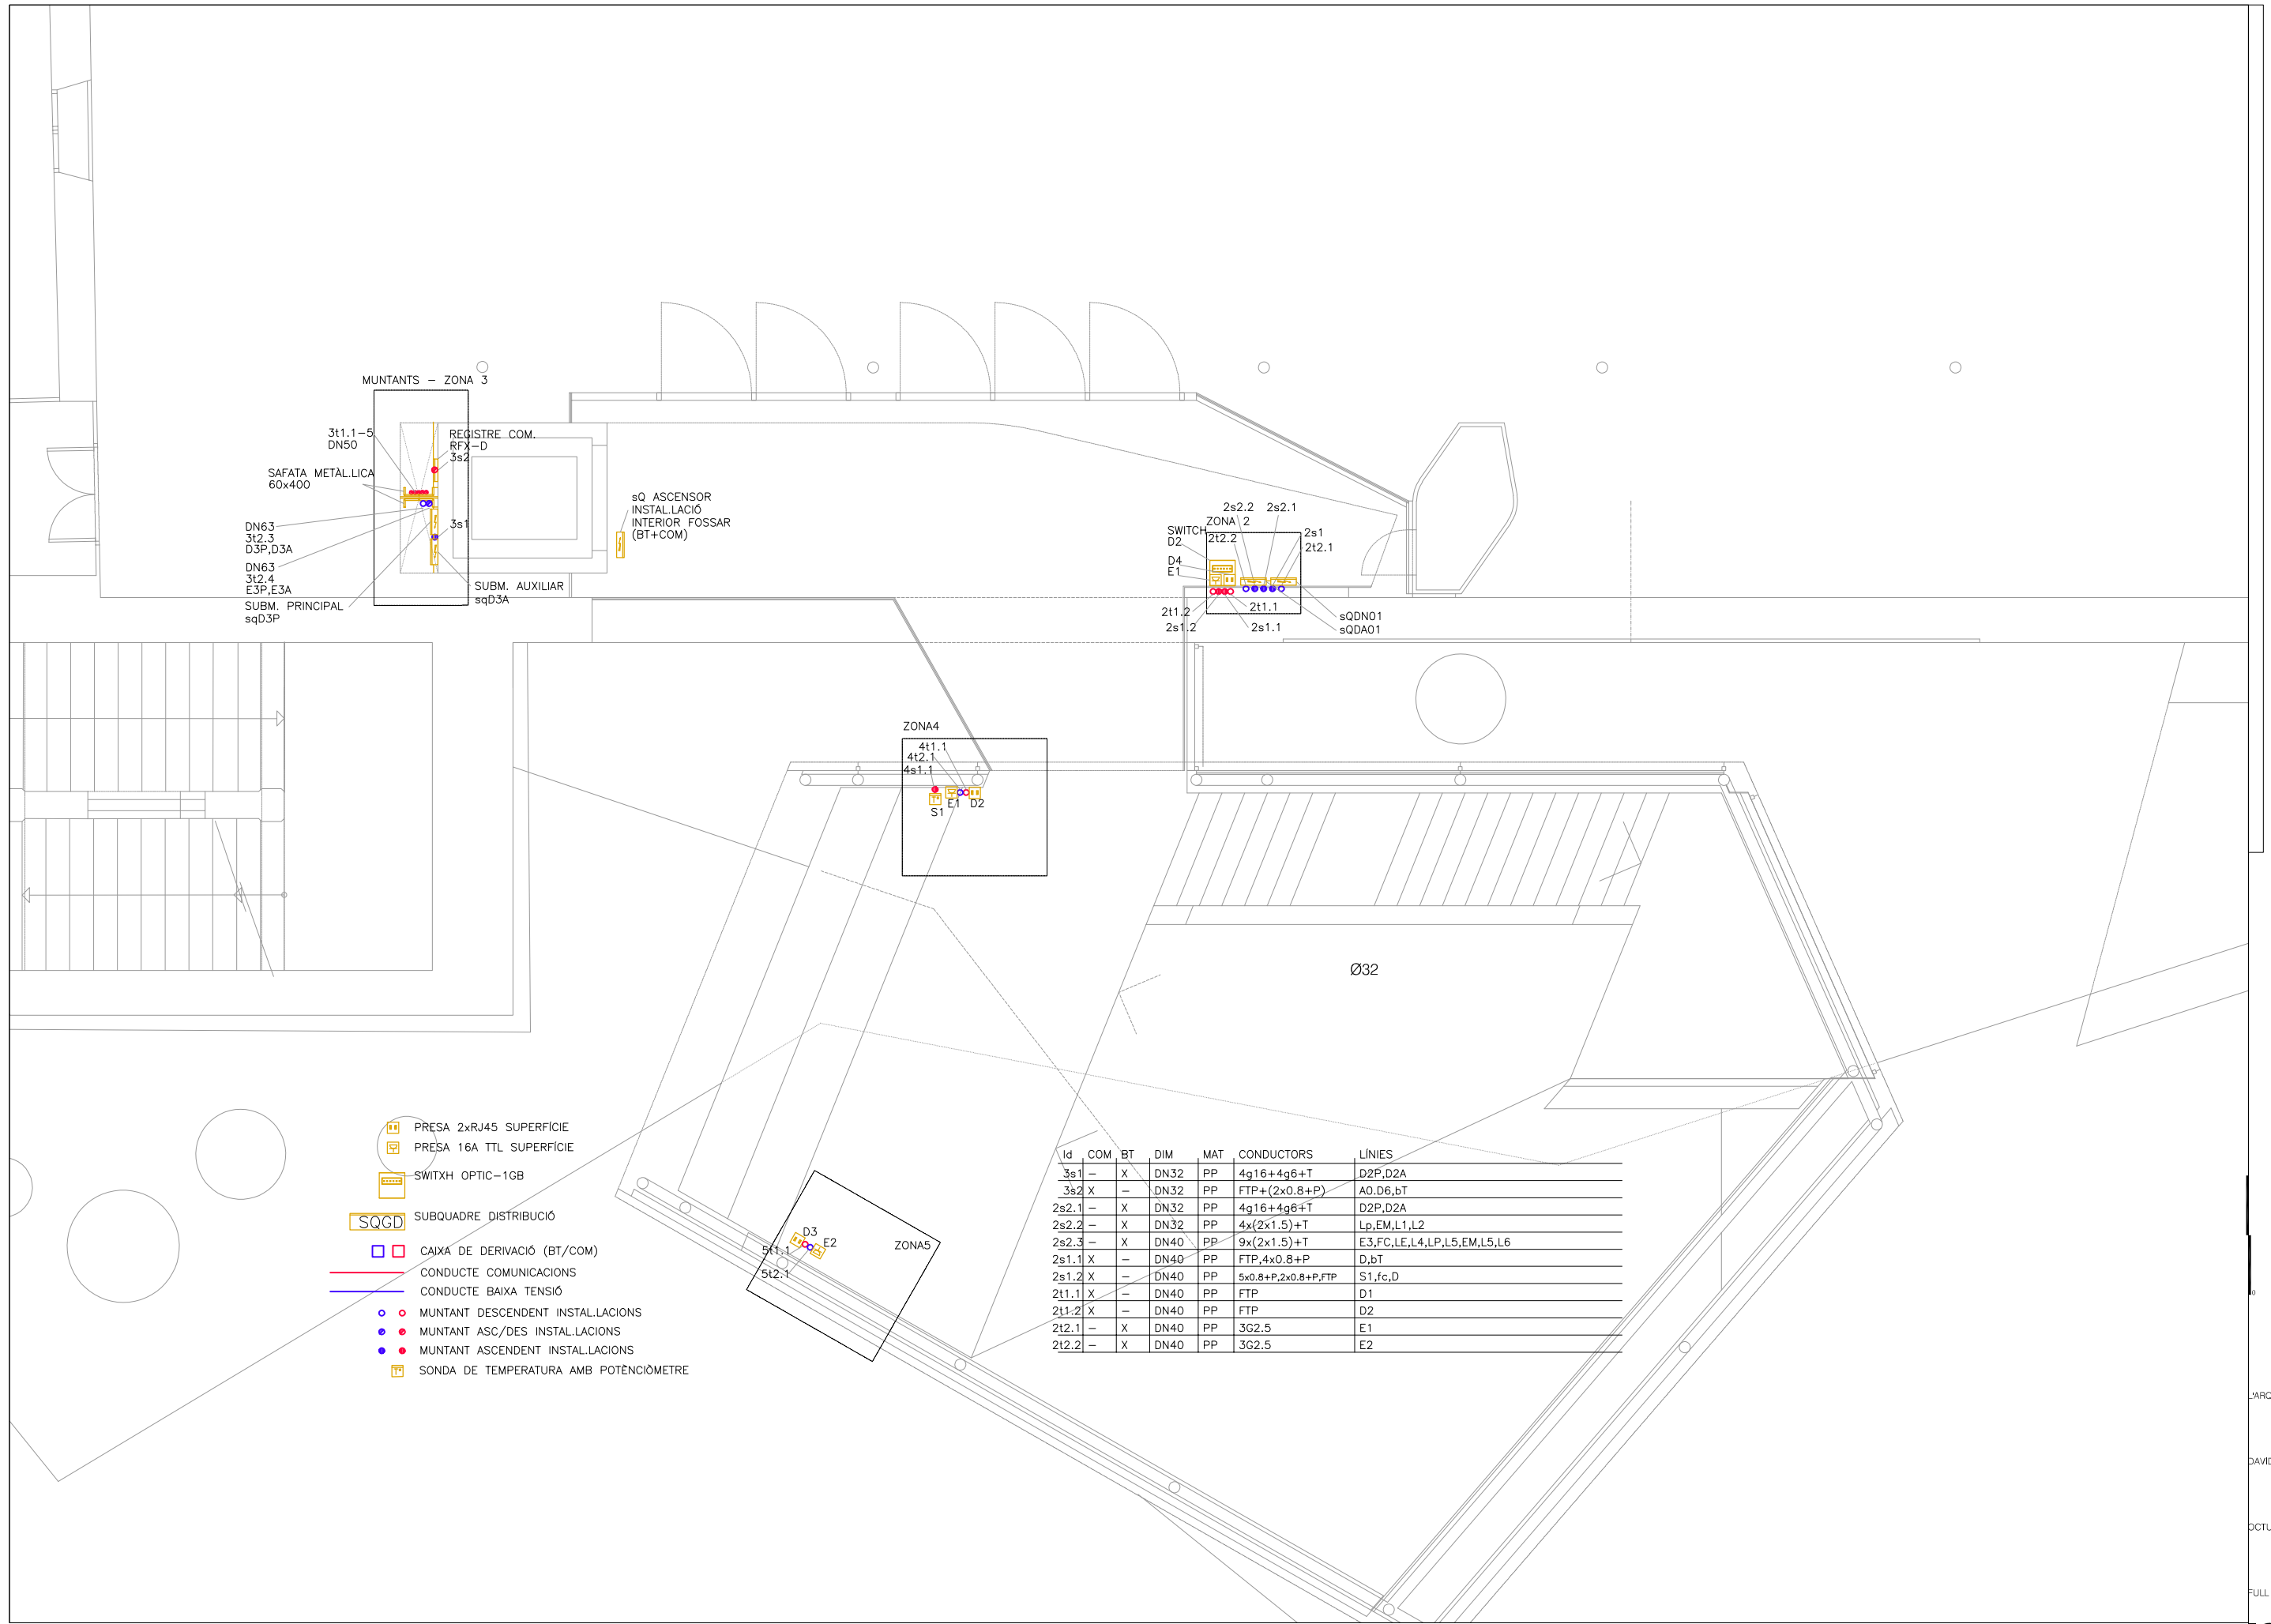 MUNTANTS - ZONA 3
3t1.1-5
DN50
REGISTRE COM.
RFX-D
3s2
SAFATA METÀL.LICA
60x400
3s1
DN63
3t2.3
D3P,D3A
DN63
3t2.4
E3P,E3A
SUBM. PRINCIPAL
sqD3P
SUBM. AUXILIAR
sqD3A
sQ ASCENSOR
INSTAL.LACIÓ
INTERIOR FOSSAR
(BT+COM)
2s2.2
2s2.1
ZONA 2
SWITCH
D2
2t2.2
2s1
2t2.1
D4
E1
2t1.2
2t1.1
2s1.2
2s1.1
sQDN01
sQDA01
ZONA4
4t1.1
4t2.1
4s1.1
E1
D2
S1
Ø32
D3
E2
ZONA5
5t1.1
5t2.1
PRESA 2xRJ45 SUPERFÍCIE
PRESA 16A TTL SUPERFÍCIE
SWITXH OPTIC-1GB
SQGD SUBQUADRE DISTRIBUCIÓ
CAIXA DE DERIVACIÓ (BT/COM)
CONDUCTE COMUNICACIONS
CONDUCTE BAIXA TENSIÓ
MUNTANT DESCENDENT INSTAL.LACIONS
MUNTANT ASC/DES INSTAL.LACIONS
MUNTANT ASCENDENT INSTAL.LACIONS
SONDA DE TEMPERATURA AMB POTÈNCIÒMETRE
Id COM BT DIM MAT CONDUCTORS LÍNIES
3s1 - X DN32 PP 4g16+4g6+T D2P,D2A
3s2 X - DN32 PP FTP+(2x0.8+P) A0.D6,bT
2s2.1 - X DN32 PP 4g16+4g6+T D2P,D2A
2s2.2 - X DN32 PP 4x(2x1.5)+T Lp,EM,L1,L2
2s2.3 - X DN40 PP 9x(2x1.5)+T E3,FC,LE,L4,LP,L5,EM,L5,L6
2s1.1 X - DN40 PP FTP,4x0.8+P D,bT
2s1.2 X - DN40 PP 5x0.8+P,2x0.8+P,FTP S1,fc,D
2t1.1 X - DN40 PP FTP D1
2t1.2 X - DN40 PP FTP D2
2t2.1 - X DN40 PP 3G2.5 E1
2t2.2 - X DN40 PP 3G2.5 E2
0
L'ARQ
DAVID
OCTU
FULL